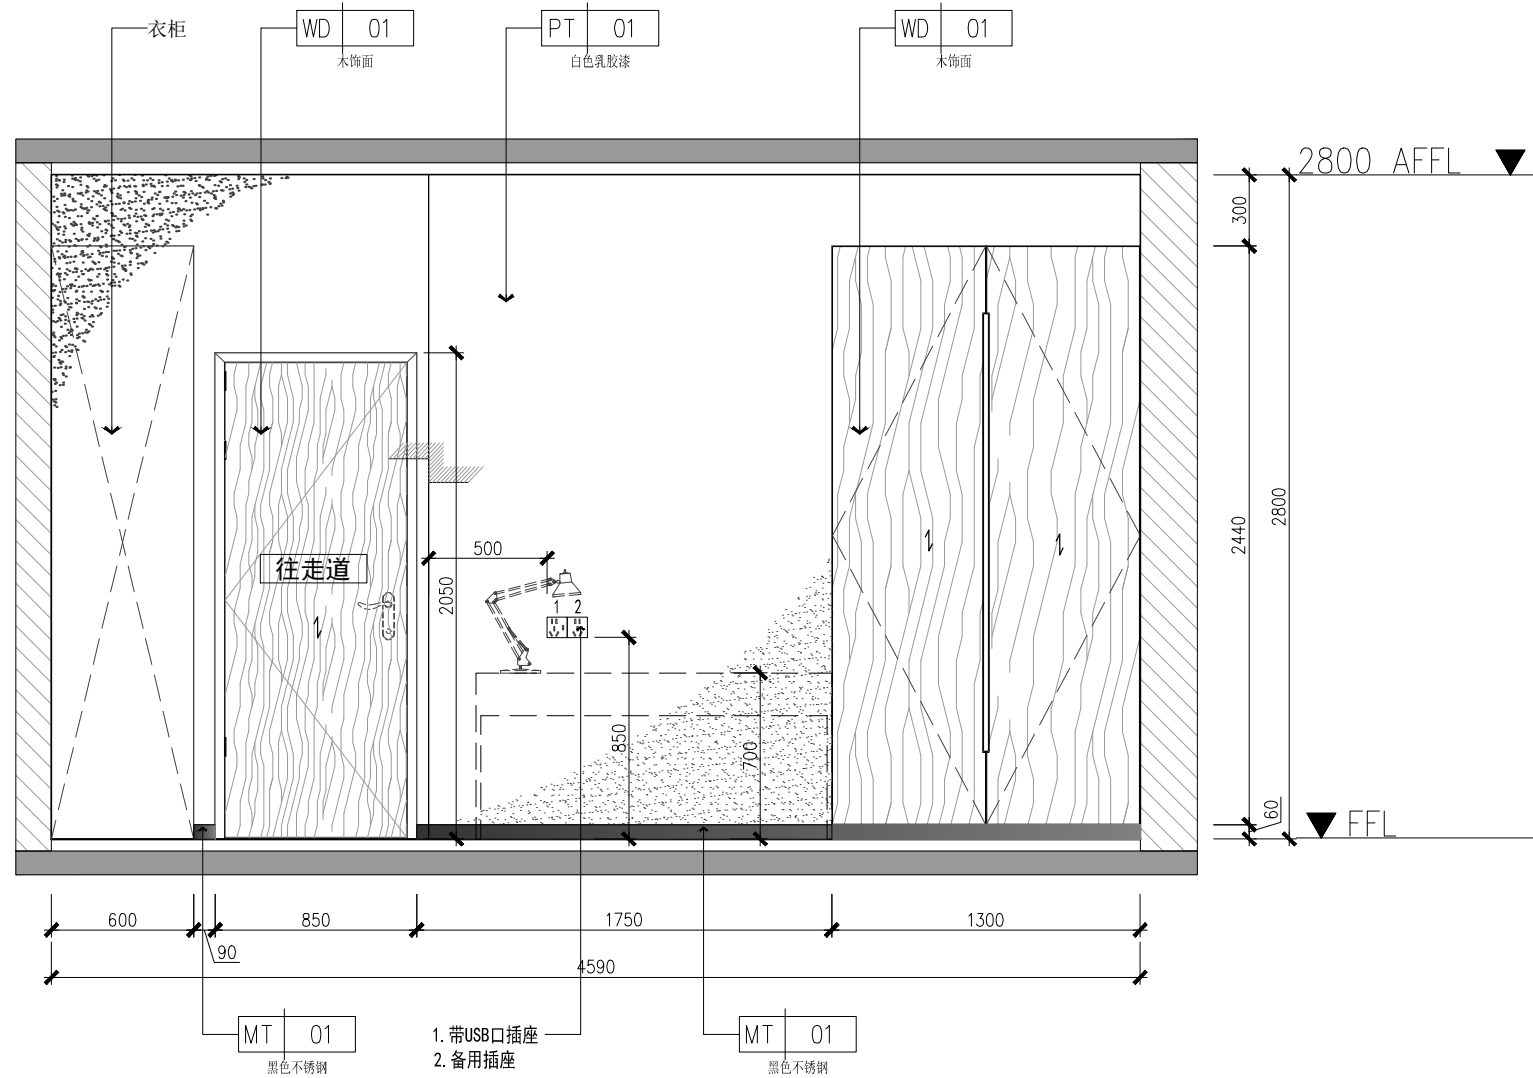 衣柜
WD 01
木饰面
PT 01
白色乳胶漆
WD 01
木饰面
2800 AFFL
300
2440
2800
60
FFL
2050
500
往走道
1 2
850
700
600
90
850
1750
1300
4590
MT 01
黑色不锈钢
1. 带USB口插座
2. 备用插座
MT 01
黑色不锈钢